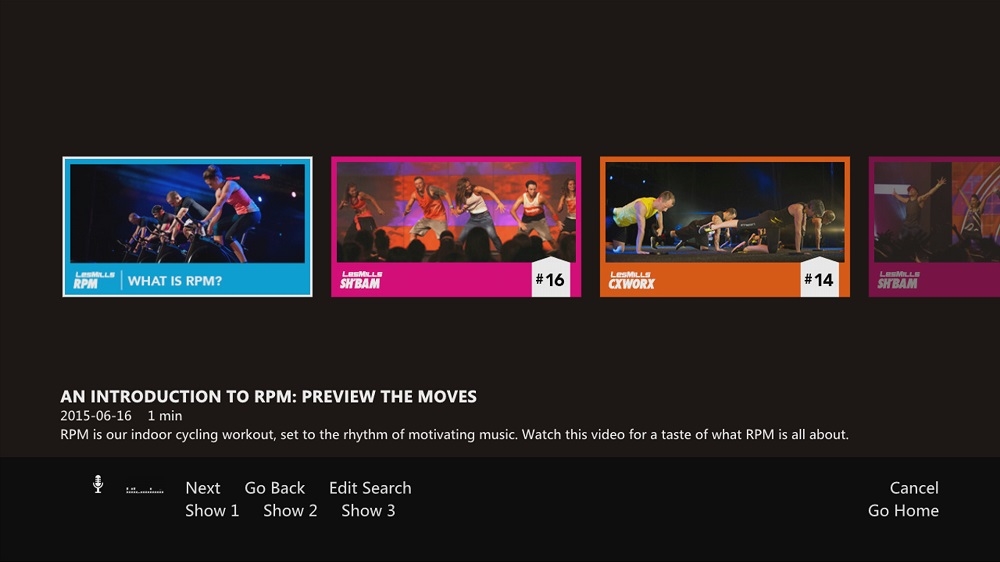 LESMILLS
RPM
WHAT IS RPM?
LESMILLS
SH'BAM
#16
LESMILLS
CXWORX
#14
LESMILLS
SH'BAM
AN INTRODUCTION TO RPM: PREVIEW THE MOVES
2015-06-16 1 min
RPM is our indoor cycling workout, set to the rhythm of motivating music. Watch this video for a taste of what RPM is all about.
Next Go Back Edit Search Cancel
Show 1 Show 2 Show 3 Go Home